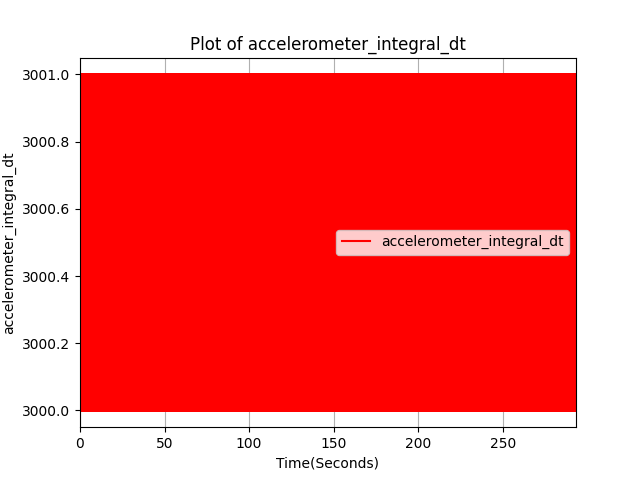 Plot of accelerometer_integral_dt
3001.0
3000.8
3000.6
3000.4
3000.2
3000.0
accelerometer_integral_dt
accelerometer_integral_dt
0 50 100 150 200 250
Time(Seconds)